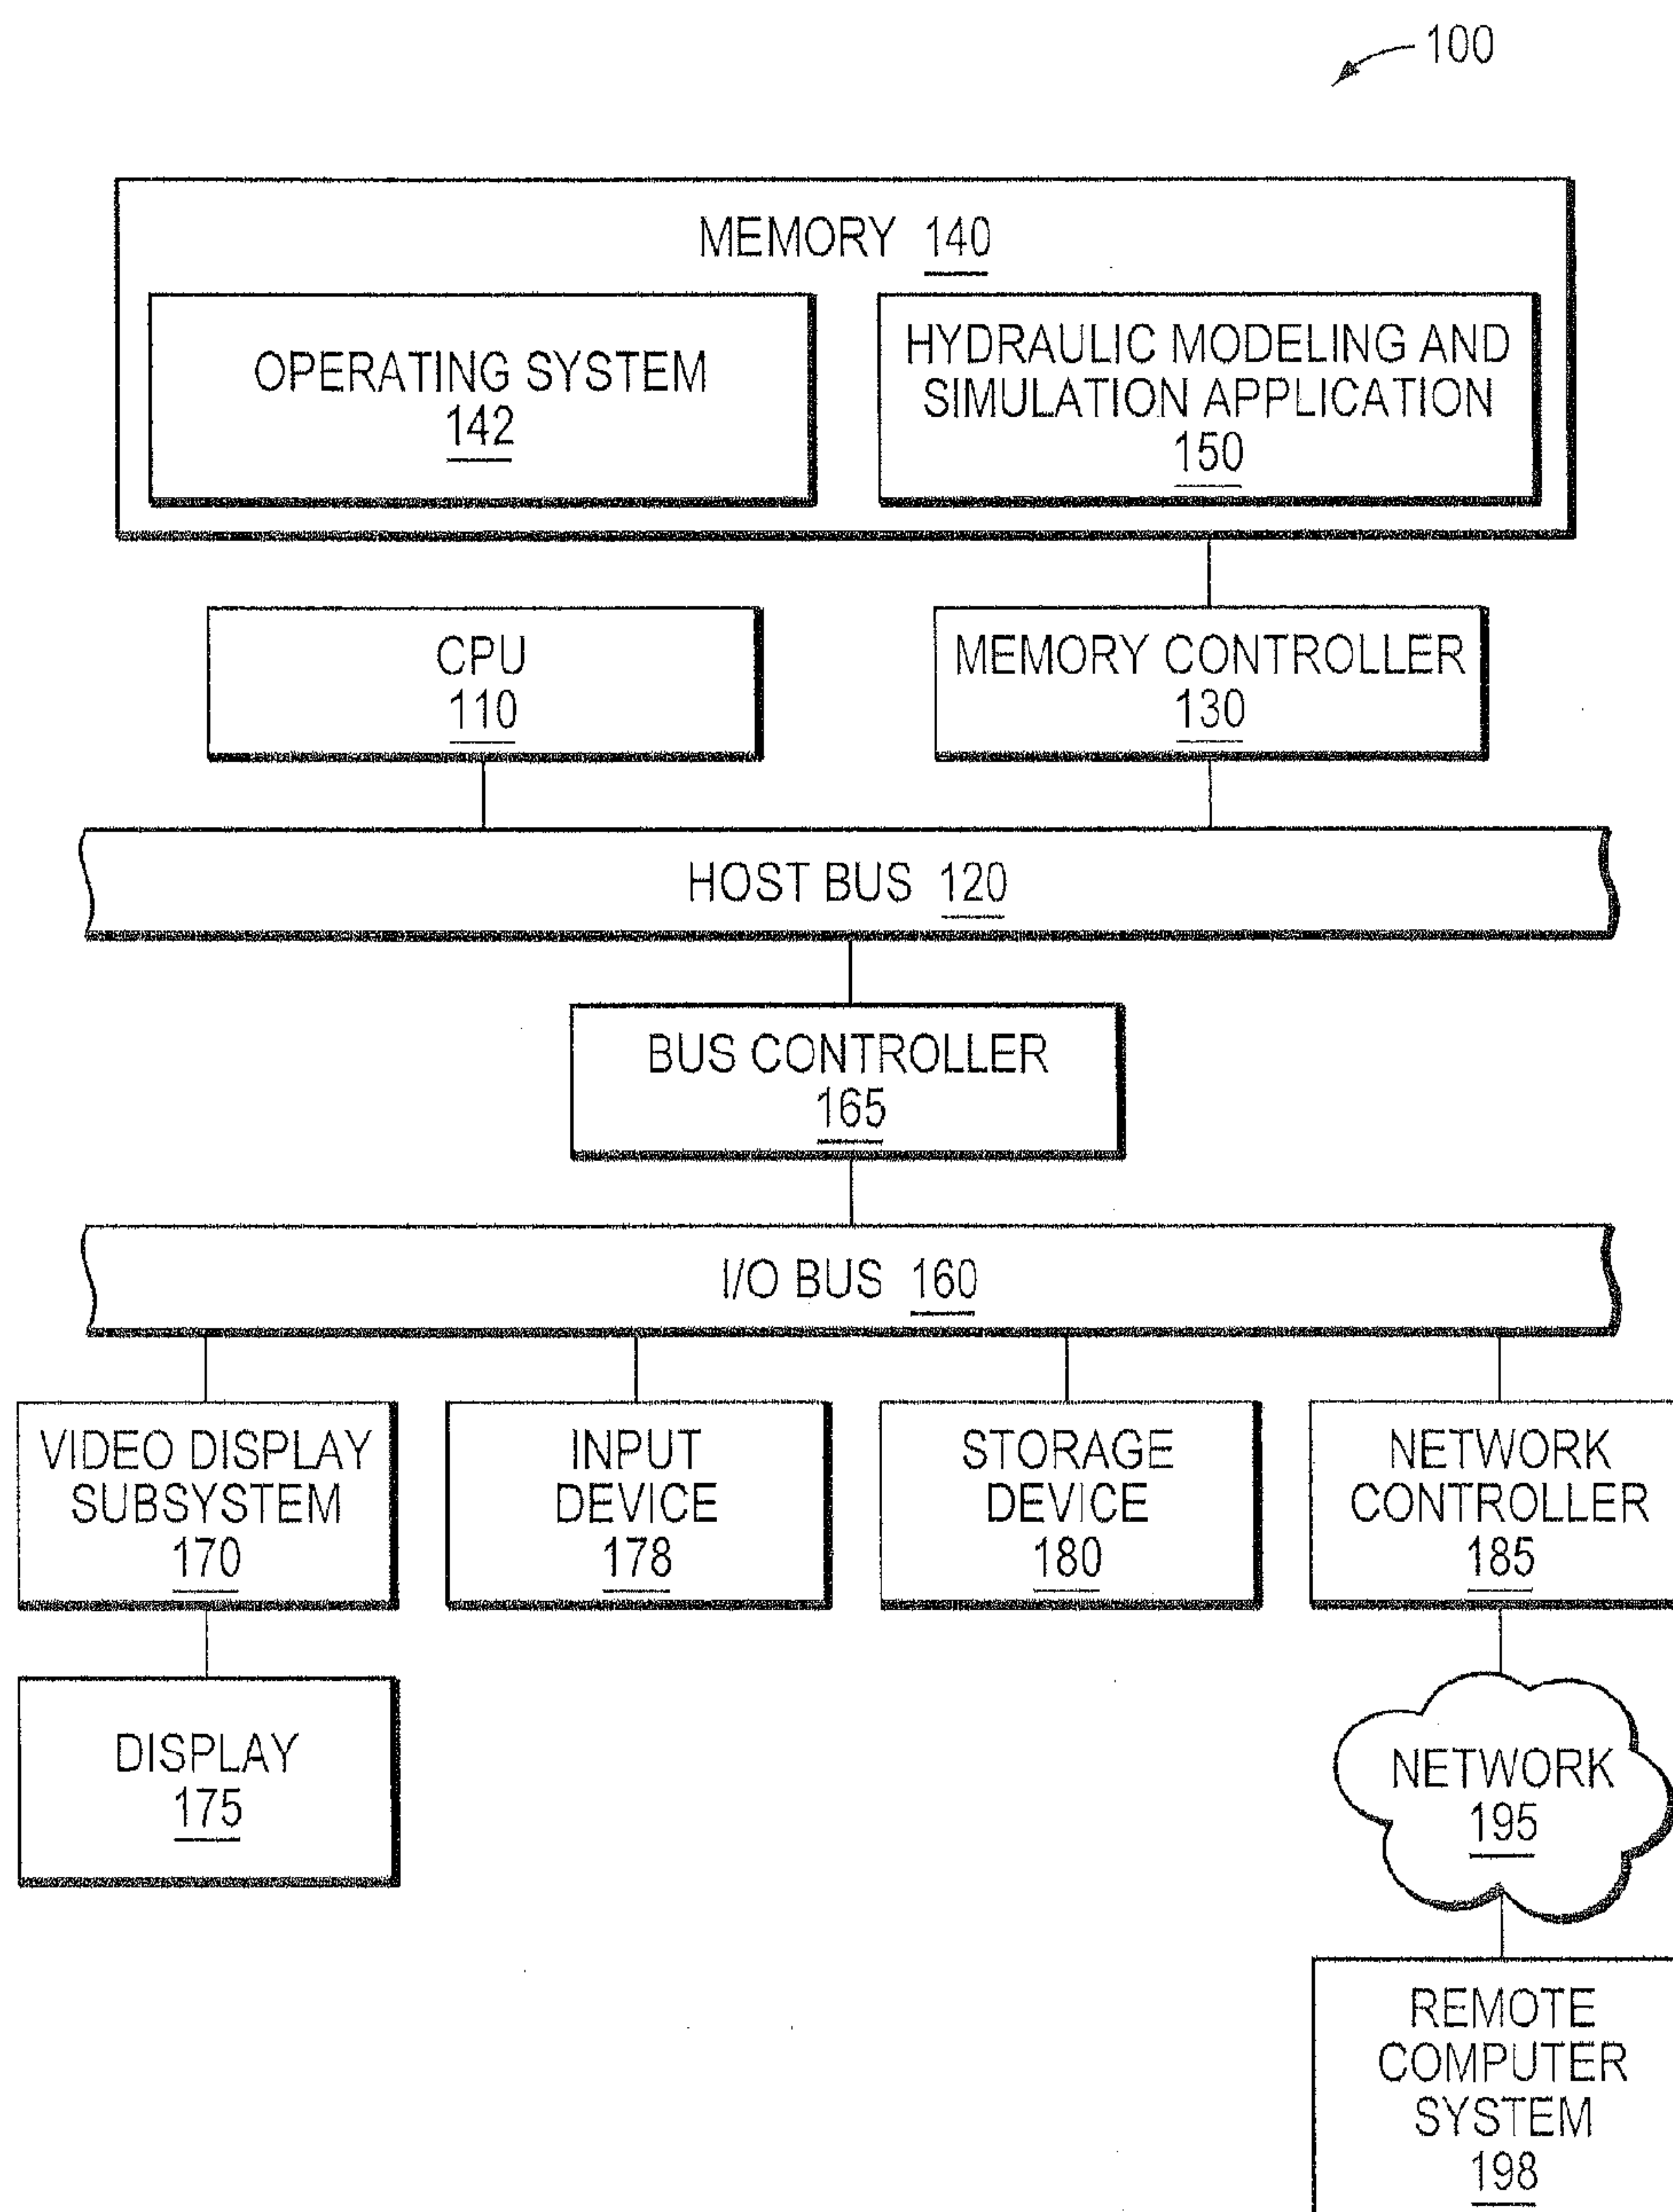 100
MEMORY 140
OPERATING SYSTEM
142
HYDRAULIC MODELING AND
SIMULATION APPLICATION
150
CPU
110
MEMORY CONTROLLER
130
HOST BUS 120
BUS CONTROLLER
165
I/O BUS 160
VIDEO DISPLAY
SUBSYSTEM
170
INPUT
DEVICE
178
STORAGE
DEVICE
180
NETWORK
CONTROLLER
185
DISPLAY
175
NETWORK
195
REMOTE
COMPUTER
SYSTEM
198